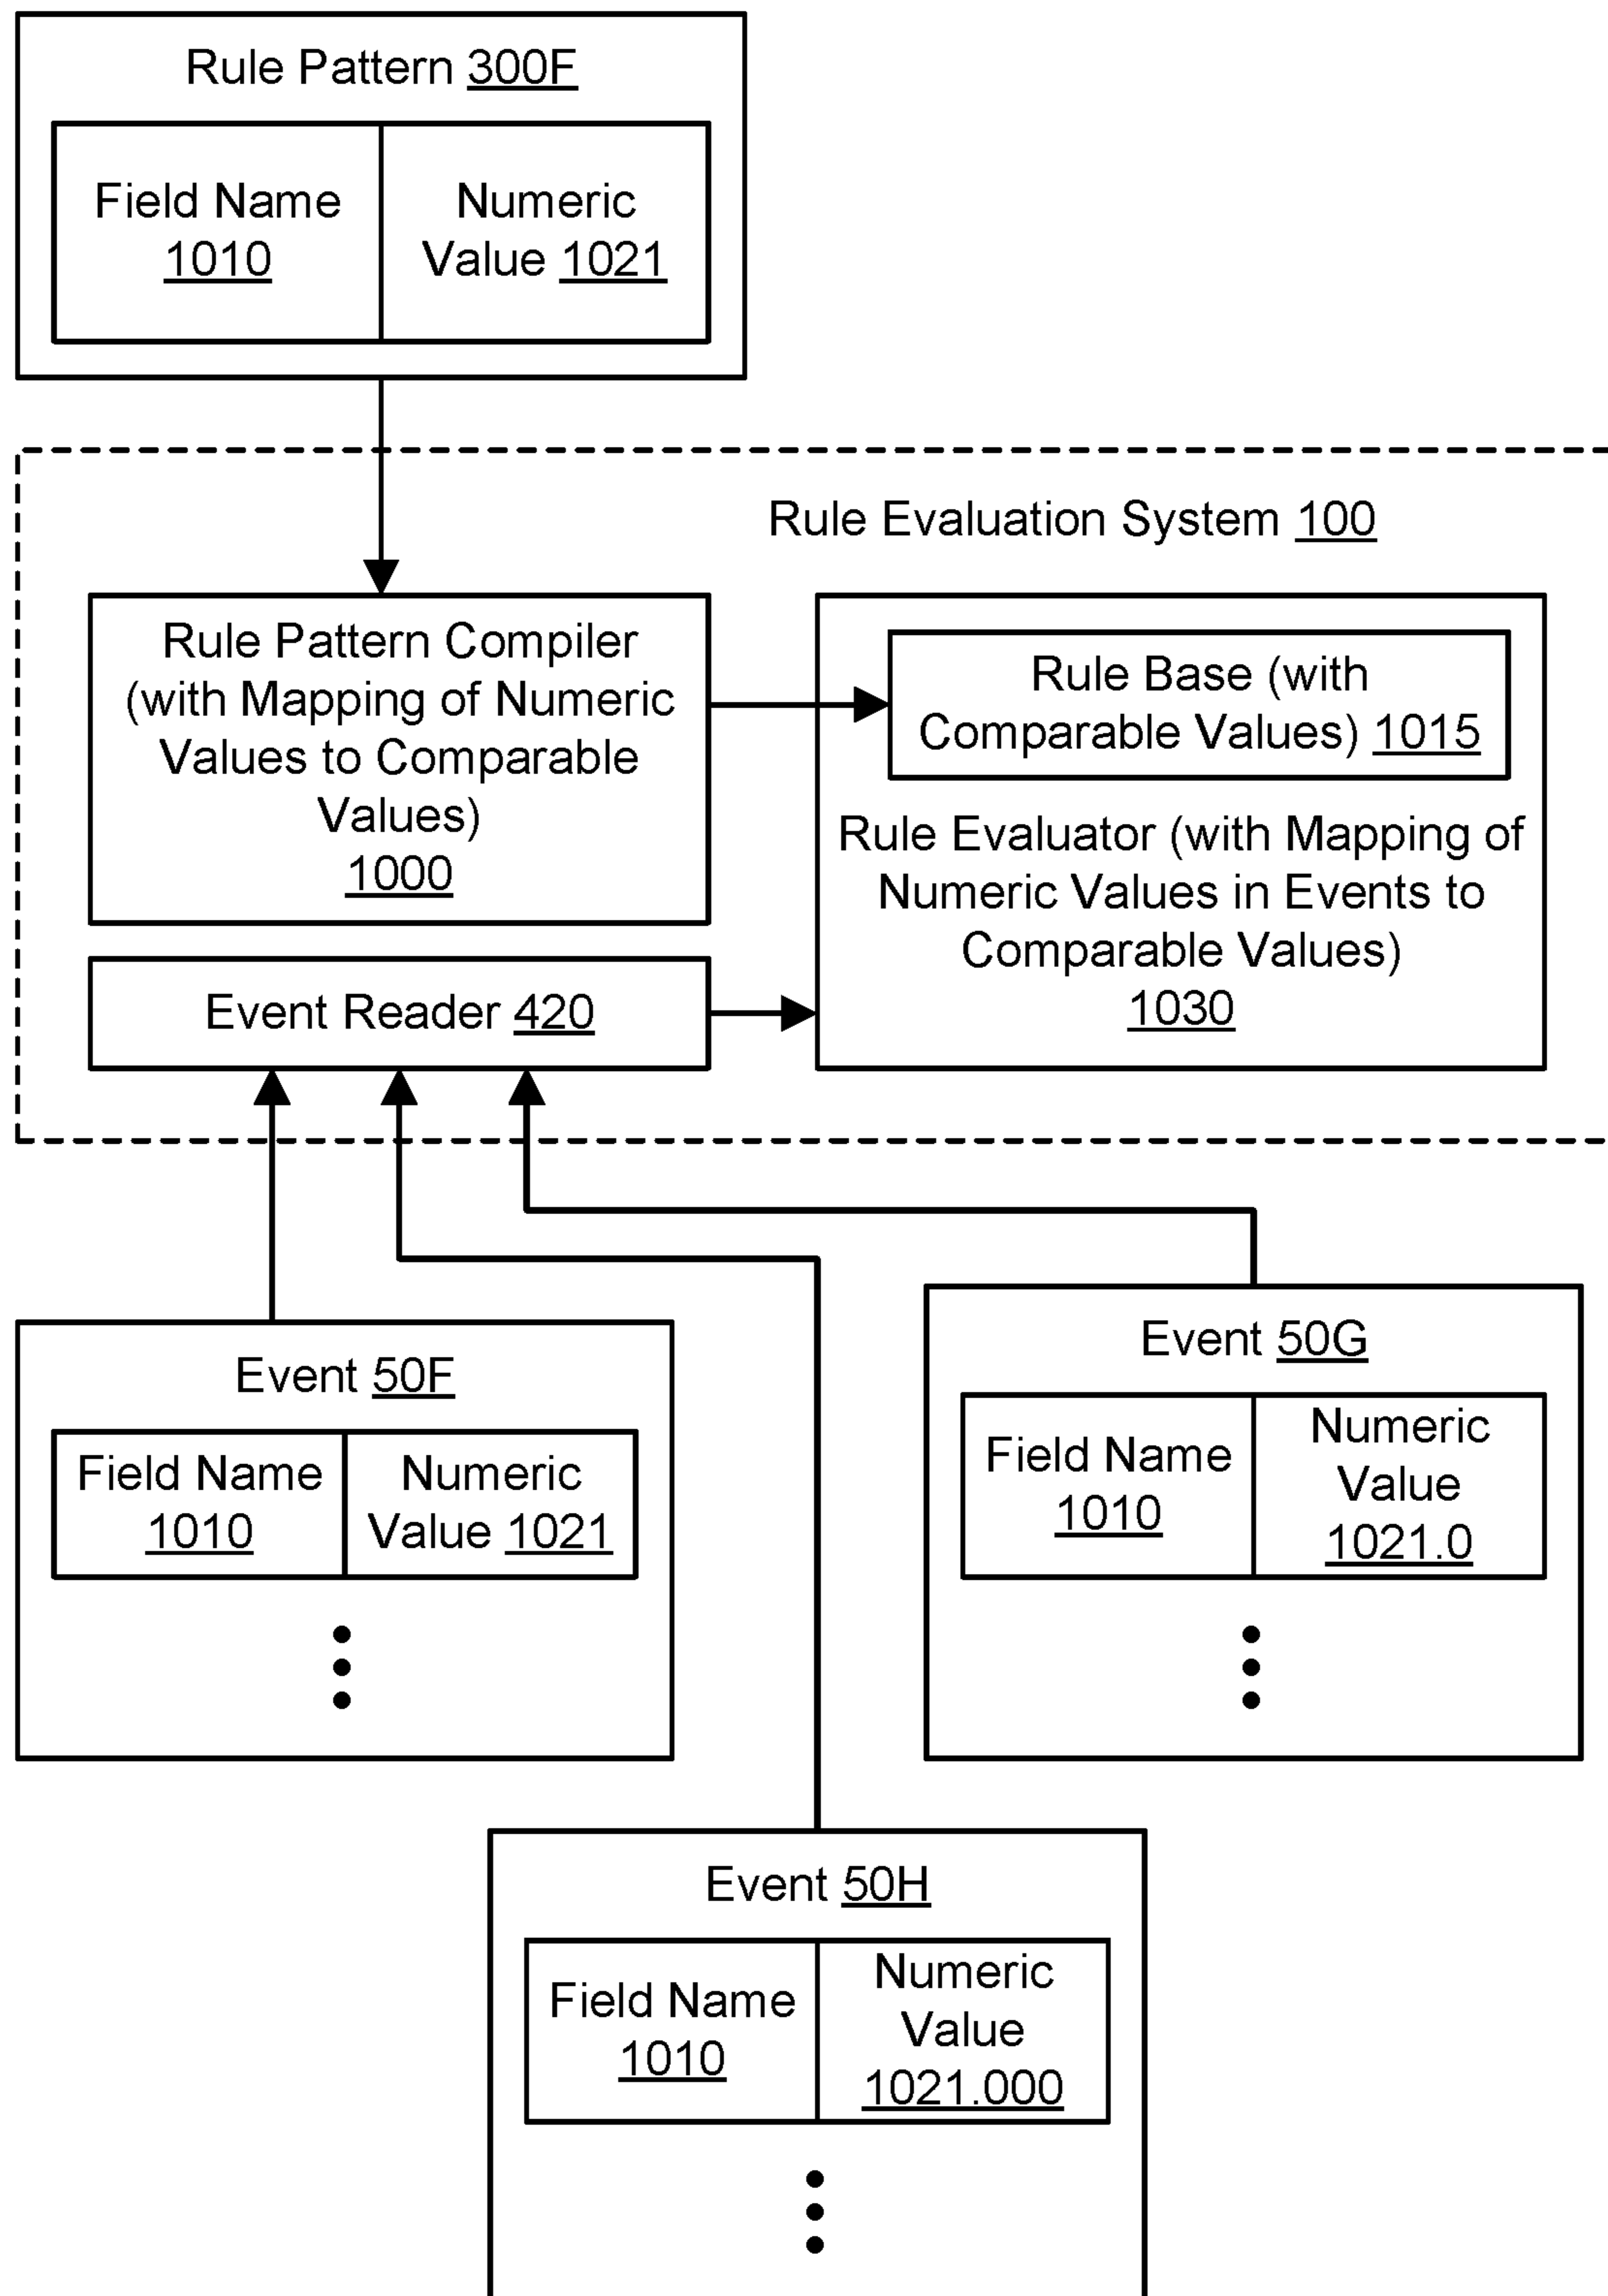 Rule Pattern 300F
Field Name
1010
Numeric
Value 1021
Rule Evaluation System 100
Rule Pattern Compiler
(with Mapping of Numeric
Values to Comparable
Values)
1000
Rule Base (with
Comparable Values) 1015
Rule Evaluator (with Mapping of
Numeric Values in Events to
Comparable Values)
1030
Event Reader 420
Event 50F
Field Name
1010
Numeric
Value 1021
Event 50G
Field Name
1010
Numeric
Value
1021.0
Event 50H
Field Name
1010
Numeric
Value
1021.000